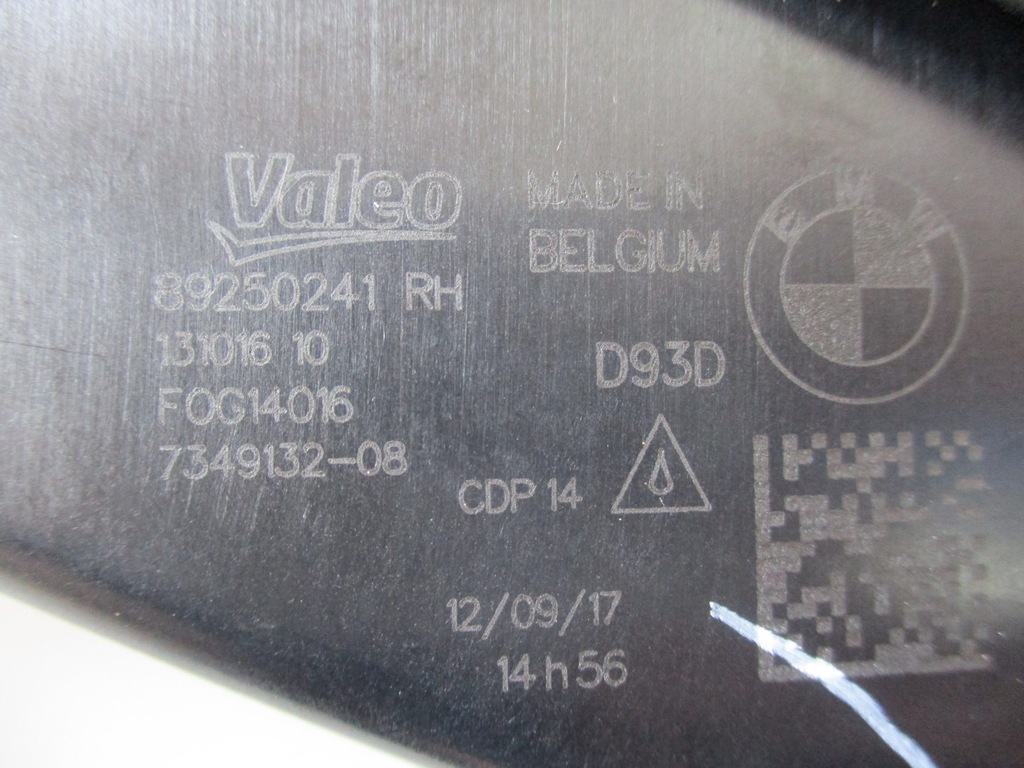 Valeo
89250241 RH
131016 10
FOG14016
7349132-08
MADE IN
BELGIUM
D93D
CDP 14
12/09/17
14 h 56
BMW